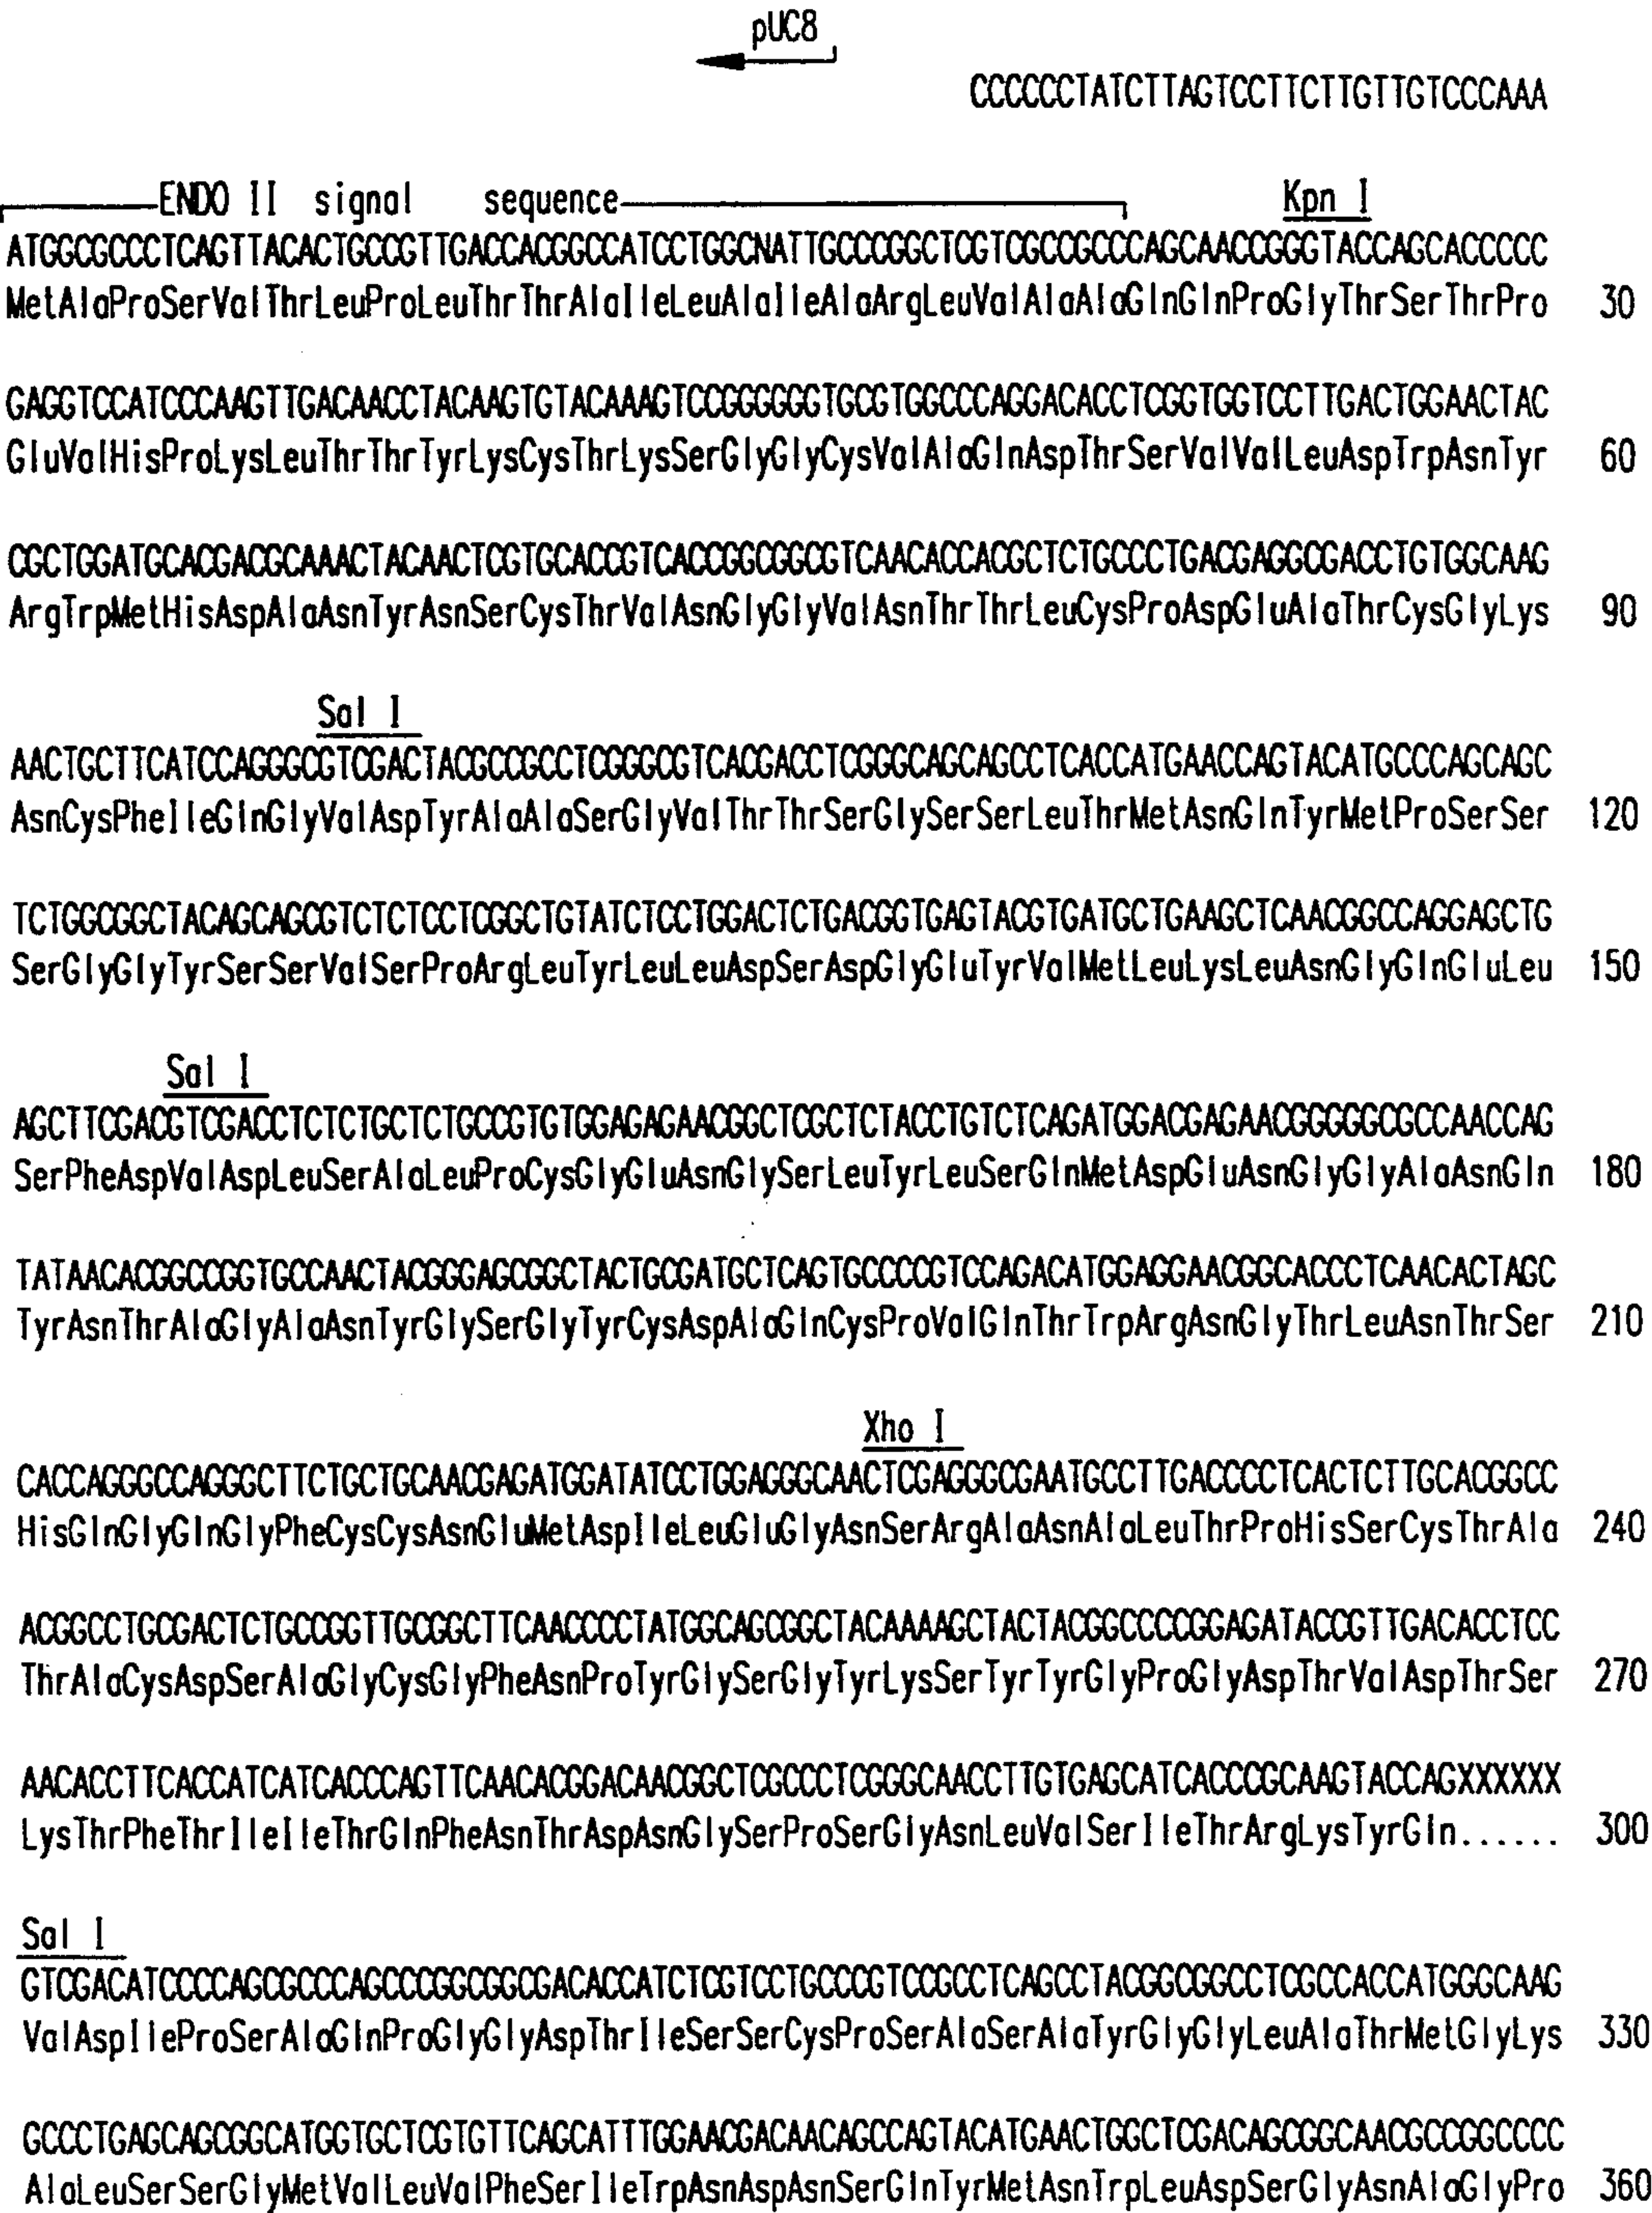 pUC8
CCCCCCTATCTTAGTCCTTCTTGTTGTCCCAAA
ENDO II signal sequence Kpn I
ATGGCGCCCTCAGTTACACTGCCGTTGACCACGGCCATCCTGGCNATTGCCCGGCTCGTCGCCGCCCAGCAACCGGGTACCAGCACCCCC
MetAlaProSerValThrLeuProLeuThrThrAlaIleLeuAlaIleAlaArgLeuValAlaAlaGlnGlnProGlyThrSerThrPro 30
GAGGTCCATCCCAAGTTGACAACCTACAAGTGTACAAAGTCCGGGGGGTGCGTGGCCCAGGACACCTCGGTGGTCCTTGACTGGAACTAC
GluValHisProLysLeuThrThrTyrLysCysThrLysSerGlyGlyCysValAlaGlnAspThrSerValValLeuAspTrpAsnTyr 60
CGCTGGATGCACGACGCAAACTACAACTCGTGCACCGTCACCGGCGGCGTCAACACCACGCTCTGCCCTGACGAGGCGACCTGTGGCAAG
ArgTrpMetHisAspAlaAsnTyrAsnSerCysThrValAsnGlyGlyValAsnThrThrLeuCysProAspGluAlaThrCysGlyLys 90
Sal I
AACTGCTTCATCCAGGGCGTCGACTACGCCGCCTCGGGCGTCACGACCTCGGGCAGCAGCCTCACCATGAACCAGTACATGCCCAGCAGC
AsnCysPheIleGlnGlyValAspTyrAlaAlaSerGlyValThrThrSerGlySerSerLeuThrMetAsnGlnTyrMetProSerSer 120
TCTGGCGGCTACAGCAGCGTCTCTCCTCGGCTGTATCTCCTGGACTCTGACGGTGAGTACGTGATGCTGAAGCTCAACGGCCAGGAGCTG
SerGlyGlyTyrSerSerValSerProArgLeuTyrLeuLeuAspSerAspGlyGluTyrValMetLeuLysLeuAsnGlyGlnGluLeu 150
Sal I
AGCTTCGACGTCGACCTCTCTGCTCTGCCGTGTGGAGAGAACGGCTCGCTCTACCTGTCTCAGATGGACGAGAACGGGGGCGCCAACCAG
SerPheAspValAspLeuSerAlaLeuProCysGlyGluAsnGlySerLeuTyrLeuSerGlnMetAspGluAsnGlyGlyAlaAsnGln 180
TATAACACGGCCGGTGCCAACTACGGGAGCGGCTACTGCGATGCTCAGTGCCCCGTCCAGACATGGAGGAACGGCACCCTCAACACTAGC
TyrAsnThrAlaGlyAlaAsnTyrGlySerGlyTyrCysAspAlaGlnCysProValGlnThrTrpArgAsnGlyThrLeuAsnThrSer 210
Xho I
CACCAGGGCCAGGGCTTCTGCTGCAACGAGATGGATATCCTGGAGGGCAACTCGAGGGCGAATGCCTTGACCCCTCACTCTTGCACGGCC
HisGlnGlyGlnGlyPheCysCysAsnGluMetAspIleLeuGluGlyAsnSerArgAlaAsnAlaLeuThrProHisSerCysThrAla 240
ACGGCCTGCGACTCTGCCGGTTGCGGCTTCAACCCCTATGGCAGCGGCTACAAAAGCTACTACGGCCCCGGAGATACCGTTGACACCTCC
ThrAlaCysAspSerAlaGlyCysGlyPheAsnProTyrGlySerGlyTyrLysSerTyrTyrGlyProGlyAspThrValAspThrSer 270
AACACCTTCACCATCATCACCCAGTTCAACACGGACAACGGCTCGCCCTCGGGCAACCTTGTGAGCATCACCCGCAAGTACCAGXXXXXX
LysThrPheThrIleIleThrGlnPheAsnThrAspAsnGlySerProSerGlyAsnLeuValSerIleThrArgLysTyrGln...... 300
Sal I
GTCGACATCCCCAGCGCCCAGCCCGGCGGCGACACCATCTCGTCCTGCCCGTCCGCCTCAGCCTACGGCGGCCTCGCCACCATGGGCAAG
ValAspIleProSerAlaGlnProGlyGlyAspThrIleSerSerCysProSerAlaSerAlaTyrGlyGlyLeuAlaThrMetGlyLys 330
GCCCTGAGCAGCGGCATGGTGCTCGTGTTCAGCATTTGGAACGACAACAGCCAGTACATGAACTGGCTCGACAGCGGCAACGCCGGCCCC
AlaLeuSerSerGlyMetValLeuValPheSerIleTrpAsnAspAsnSerGlnTyrMetAsnTrpLeuAspSerGlyAsnAlaGlyPro 360